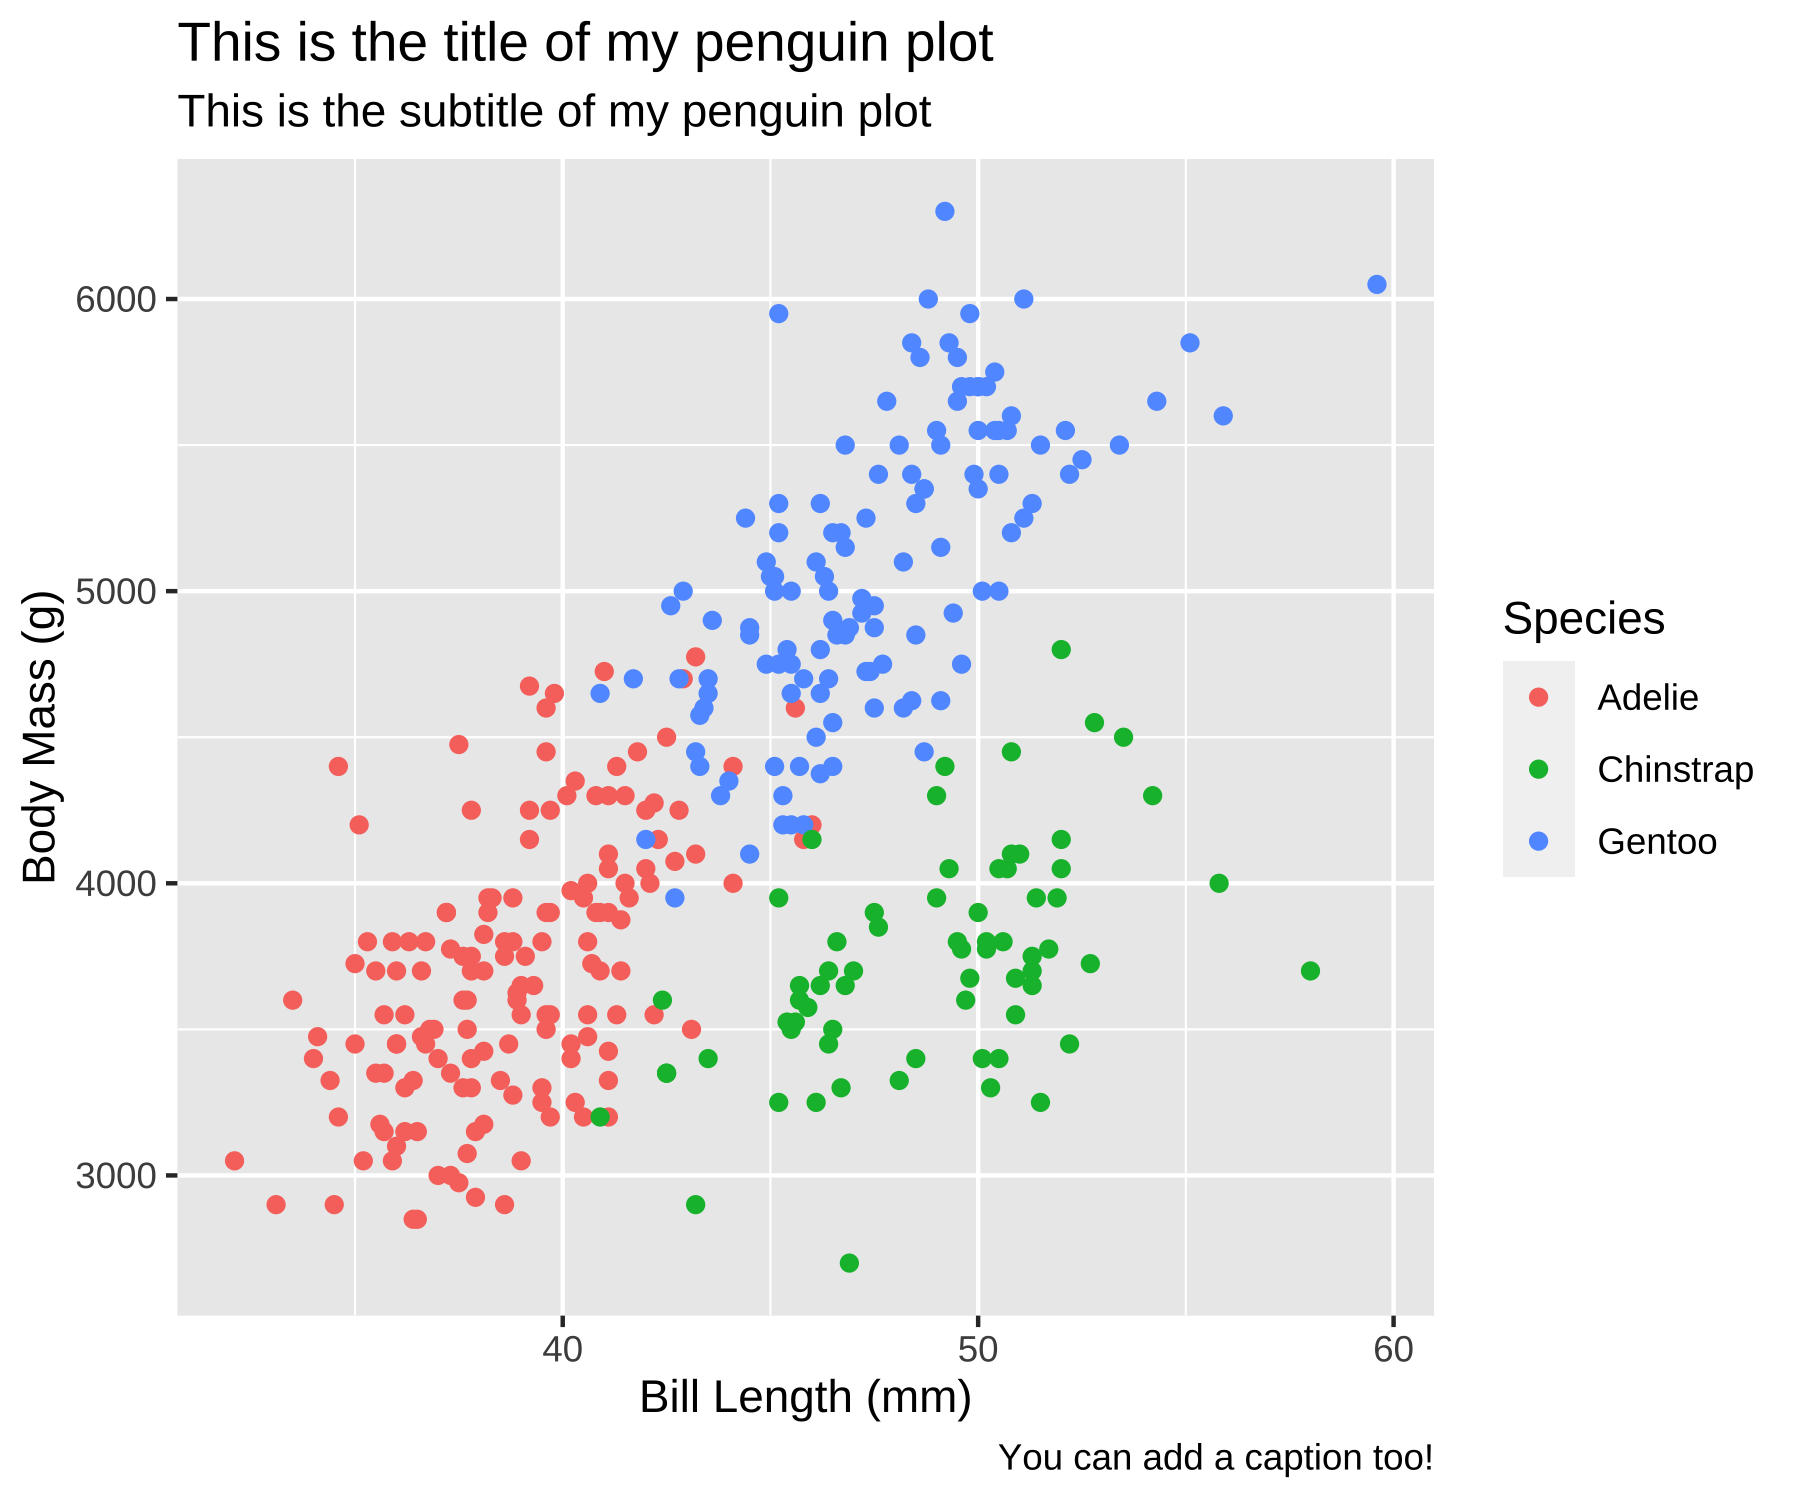 This is the title of my penguin plot
This is the subtitle of my penguin plot
Body Mass (g)
6000
5000
4000
3000
40
50
60
Bill Length (mm)
Species
Adelie
Chinstrap
Gentoo
You can add a caption too!